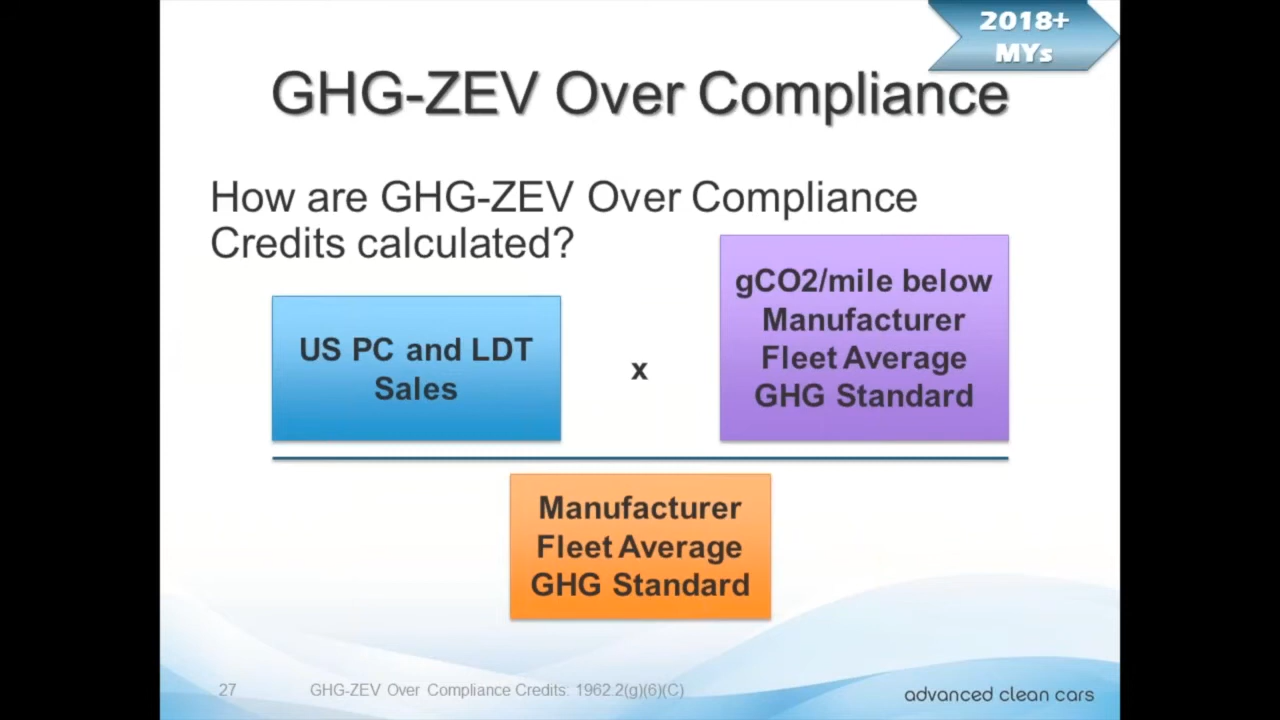 2018+
MYs
GHG-ZEV Over Compliance
How are GHG-ZEV Over Compliance
Credits calculated?
US PC and LDT
Sales
x
gCO2/mile below
Manufacturer
Fleet Average
GHG Standard
Manufacturer
Fleet Average
GHG Standard
27
GHG-ZEV Over Compliance Credits: 1962.2(g)(6)(C)
advanced clean cars